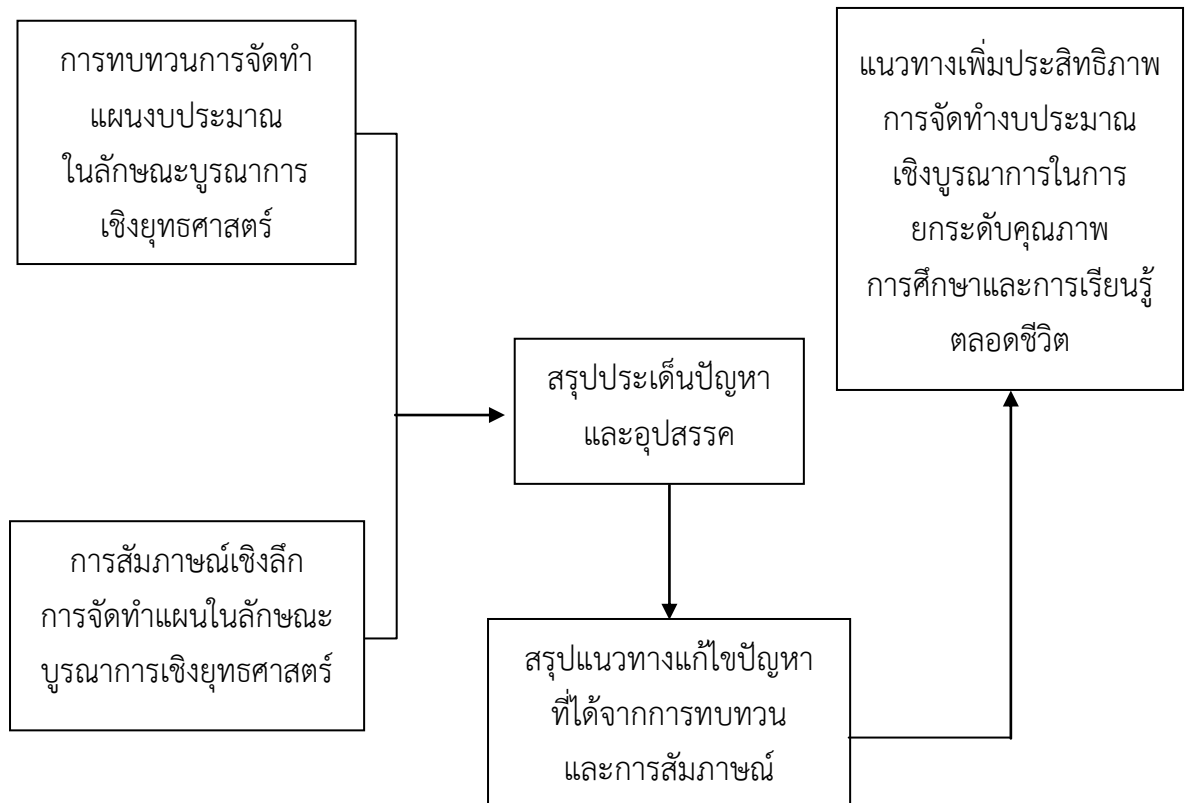 การทบทวนการจัดทำ
แผนงบประมาณ
ในลักษณะบูรณาการ
เชิงยุทธศาสตร์
การสัมภาษณ์เชิงลึก
การจัดทำแผนในลักษณะ
บูรณาการเชิงยุทธศาสตร์
สรุปประเด็นปัญหา
และอุปสรรค
สรุปแนวทางแก้ไขปัญหา
ที่ได้จากการทบทวน
และการสัมภาษณ์
แนวทางเพิ่มประสิทธิภาพ
การจัดทำงบประมาณ
เชิงบูรณาการในการ
ยกระดับคุณภาพ
การศึกษาและการเรียนรู้
ตลอดชีวิต